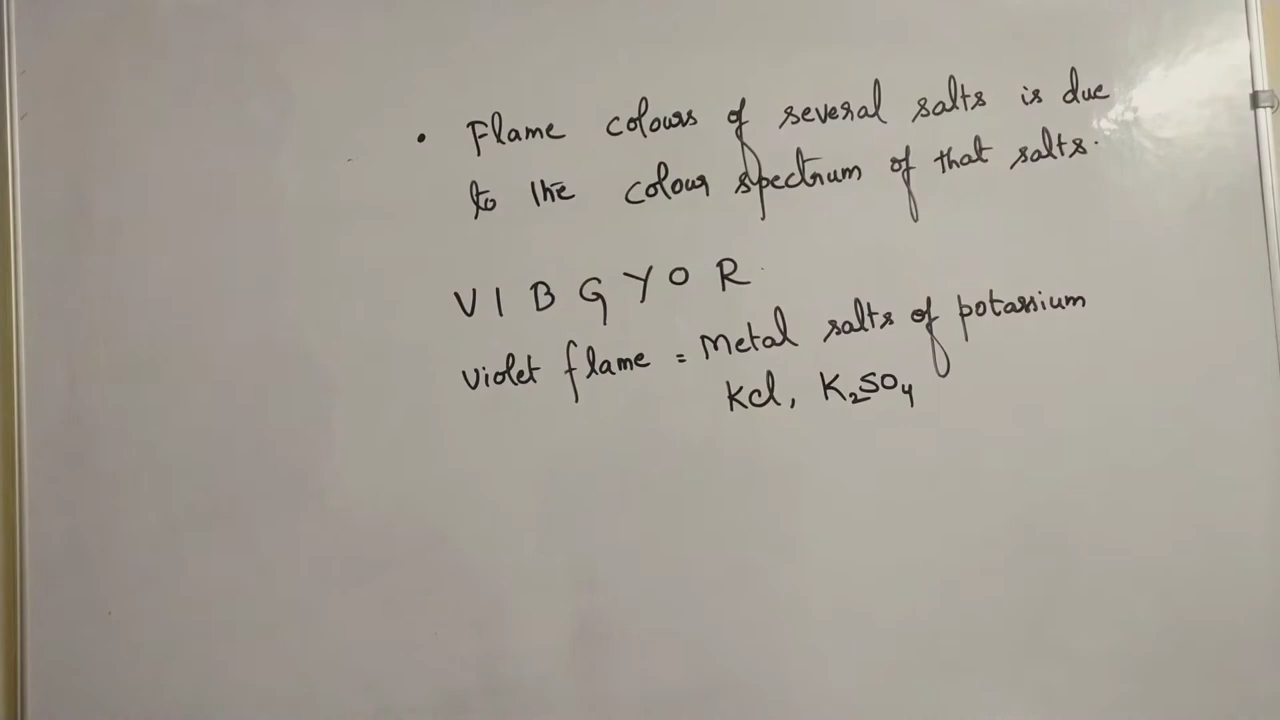 • Flame colours of several salts is due
to the colour spectrum of that salts.
V I B G Y O R
violet flame = Metal salts of potassium
Kcl, K₂SO₄